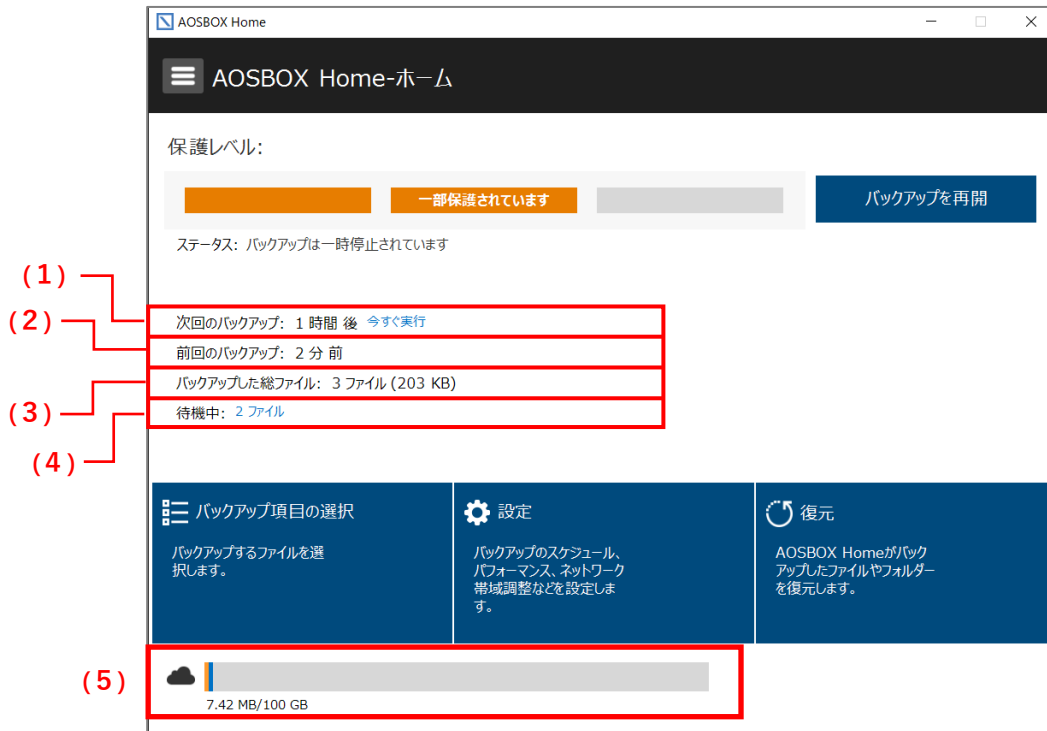 AOSBOX Home
AOSBOX Home-ホーム
保護レベル:
一部保護されています
バックアップを再開
ステータス: バックアップは一時停止されています
(1)
次回のバックアップ: 1 時間 後 今すぐ実行
(2)
前回のバックアップ: 2 分 前
(3)
バックアップした総ファイル: 3 ファイル (203 KB)
(4)
待機中: 2 ファイル
バックアップ項目の選択
バックアップするファイルを選
択します。
設定
バックアップのスケジュール、
パフォーマンス、ネットワーク
帯域調整などを設定しま
す。
復元
AOSBOX Homeがバック
アップしたファイルやフォルダー
を復元します。
(5)
7.42 MB/100 GB